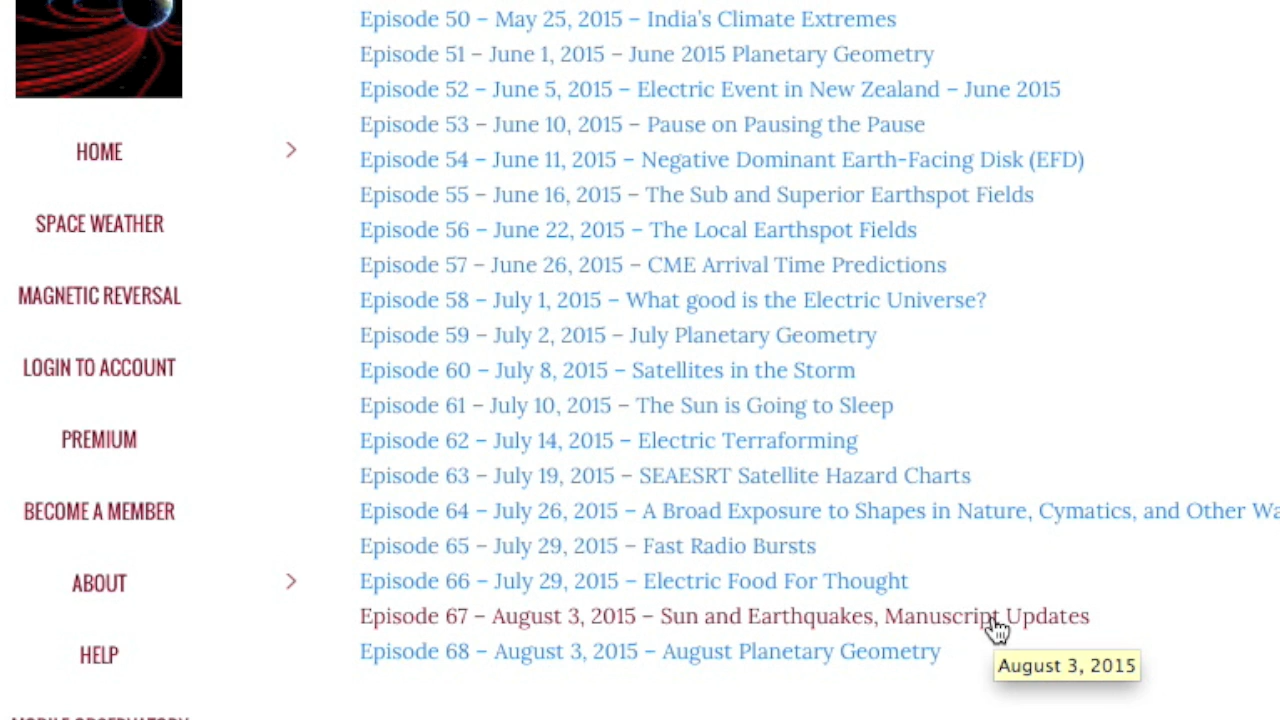 Episode 50 – May 25, 2015 – India's Climate Extremes
Episode 51 – June 1, 2015 – June 2015 Planetary Geometry
Episode 52 – June 5, 2015 – Electric Event in New Zealand – June 2015
Episode 53 – June 10, 2015 – Pause on Pausing the Pause
Episode 54 – June 11, 2015 – Negative Dominant Earth-Facing Disk (EFD)
Episode 55 – June 16, 2015 – The Sub and Superior Earthspot Fields
Episode 56 – June 22, 2015 – The Local Earthspot Fields
Episode 57 – June 26, 2015 – CME Arrival Time Predictions
Episode 58 – July 1, 2015 – What good is the Electric Universe?
Episode 59 – July 2, 2015 – July Planetary Geometry
Episode 60 – July 8, 2015 – Satellites in the Storm
Episode 61 – July 10, 2015 – The Sun is Going to Sleep
Episode 62 – July 14, 2015 – Electric Terraforming
Episode 63 – July 19, 2015 – SEAESRT Satellite Hazard Charts
Episode 64 – July 26, 2015 – A Broad Exposure to Shapes in Nature, Cymatics, and Other
Episode 65 – July 29, 2015 – Fast Radio Bursts
Episode 66 – July 29, 2015 – Electric Food For Thought
Episode 67 – August 3, 2015 – Sun and Earthquakes, Manuscript Updates
Episode 68 – August 3, 2015 – August Planetary Geometry
August 3, 2015
HOME
SPACE WEATHER
MAGNETIC REVERSAL
LOGIN TO ACCOUNT
PREMIUM
BECOME A MEMBER
ABOUT
HELP